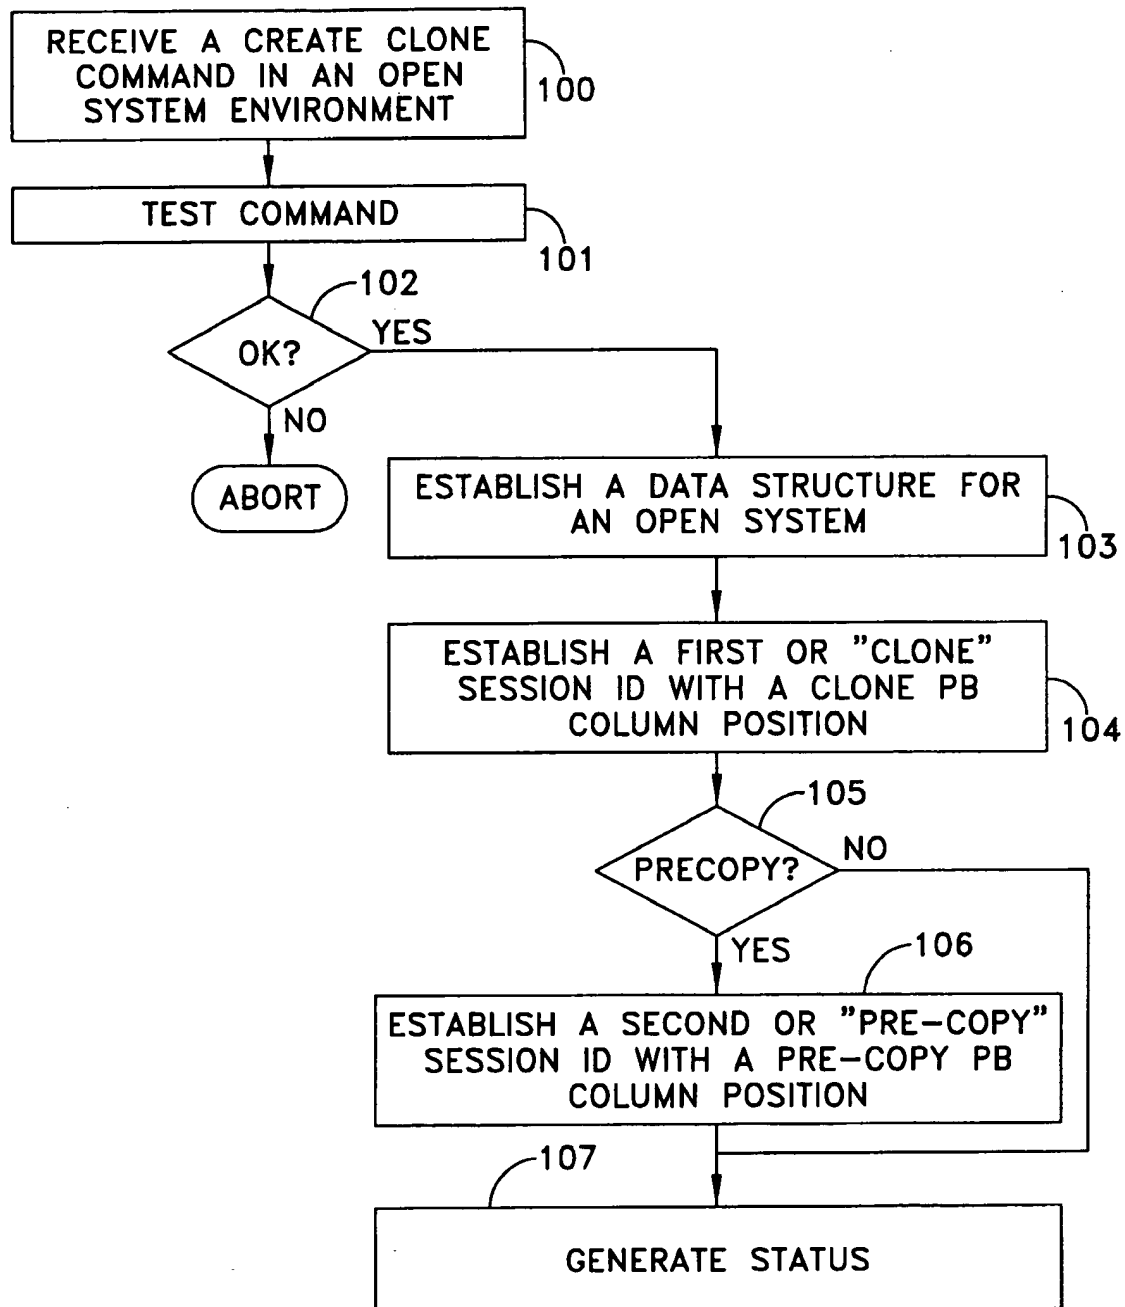 RECEIVE A CREATE CLONE
COMMAND IN AN OPEN
SYSTEM ENVIRONMENT
100
TEST COMMAND
101
102
OK?
YES
NO
ABORT
ESTABLISH A DATA STRUCTURE FOR
AN OPEN SYSTEM
103
ESTABLISH A FIRST OR "CLONE"
SESSION ID WITH A CLONE PB
COLUMN POSITION
104
105
PRECOPY?
NO
YES
106
ESTABLISH A SECOND OR "PRE-COPY"
SESSION ID WITH A PRE-COPY PB
COLUMN POSITION
107
GENERATE STATUS